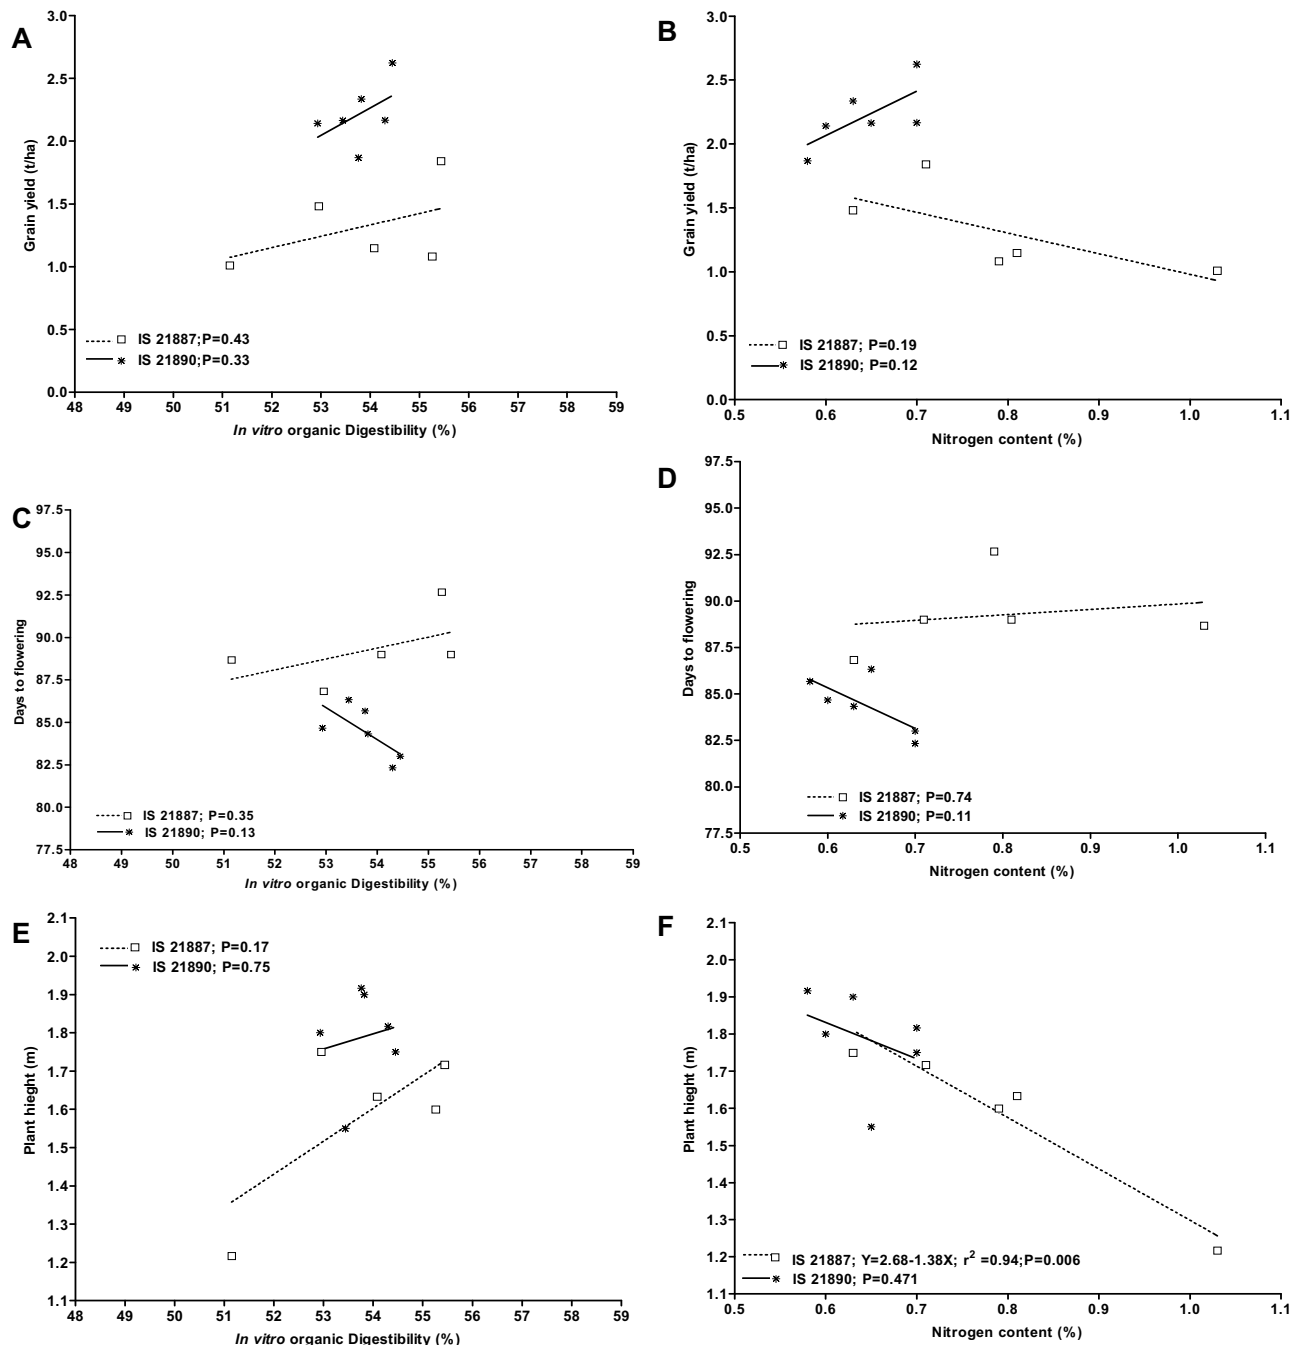 A
3.0
2.5
2.0
1.5
1.0
0.5
0.0
Grain yield (t/ha)
IS 21887;P=0.43
IS 21890;P=0.33
48 49 50 51 52 53 54 55 56 57 58 59
In vitro organic Digestibility (%)
B
3.0
2.5
2.0
1.5
1.0
0.5
0.0
Grain yield (t/ha)
IS 21887; P=0.19
IS 21890; P=0.12
0.5 0.6 0.7 0.8 0.9 1.0 1.1
Nitrogen content (%)
C
97.5
95.0
92.5
90.0
87.5
85.0
82.5
80.0
77.5
Days to flowering
IS 21887; P=0.35
IS 21890; P=0.13
48 49 50 51 52 53 54 55 56 57 58 59
In vitro organic Digestibility (%)
D
97.5
95.0
92.5
90.0
87.5
85.0
82.5
80.0
77.5
Days to flowering
IS 21887; P=0.74
IS 21890; P=0.11
0.5 0.6 0.7 0.8 0.9 1.0 1.1
Nitrogen content (%)
E
2.1
2.0
1.9
1.8
1.7
1.6
1.5
1.4
1.3
1.2
1.1
Plant hieght (m)
IS 21887; P=0.17
IS 21890; P=0.75
48 49 50 51 52 53 54 55 56 57 58 59
In vitro organic Digestibility (%)
F
2.1
2.0
1.9
1.8
1.7
1.6
1.5
1.4
1.3
1.2
1.1
Plant hieght (m)
IS 21887; Y=2.68-1.38X; r² =0.94;P=0.006
IS 21890; P=0.471
0.5 0.6 0.7 0.8 0.9 1.0 1.1
Nitrogen content (%)